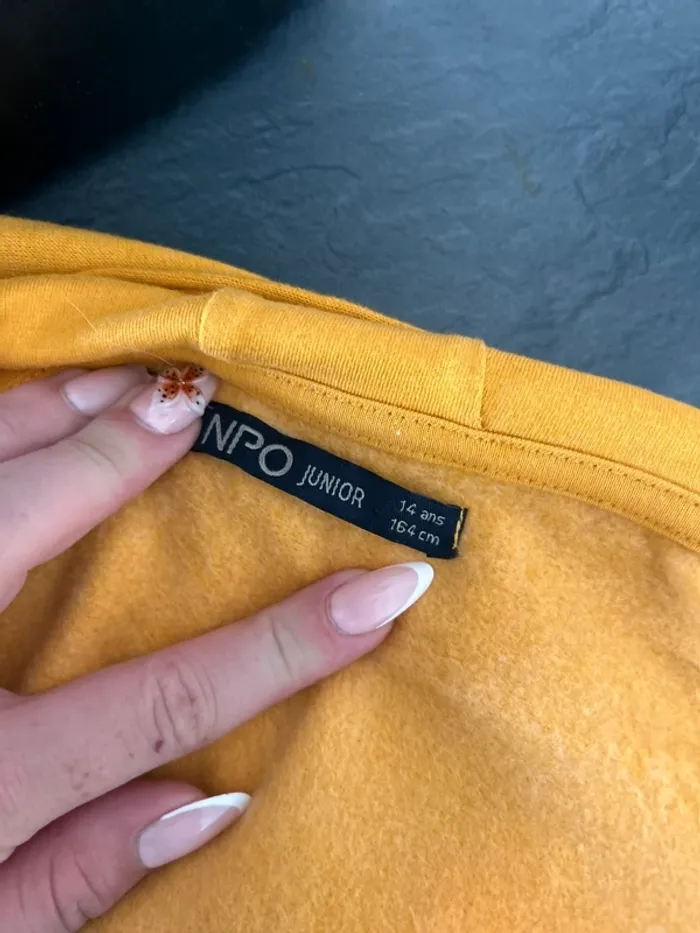 NPO JUNIOR
14 ans
164 cm